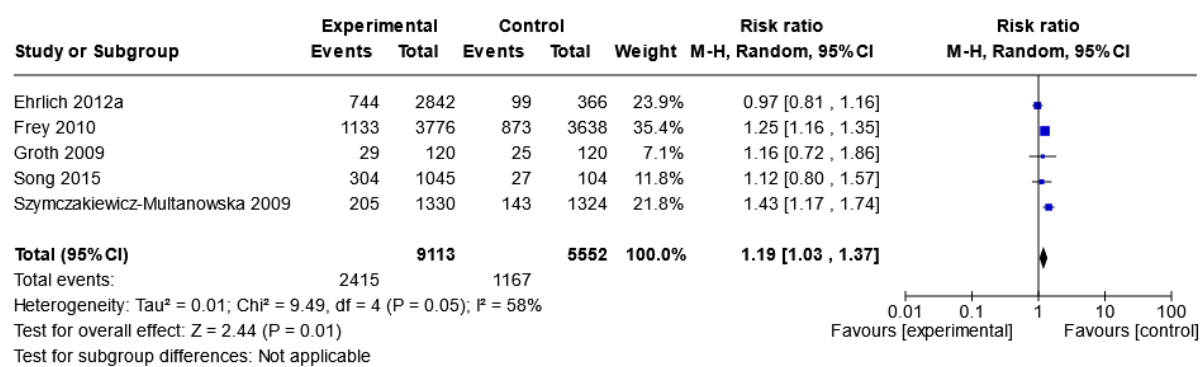 Experimental Control Risk ratio Risk ratio
Study or Subgroup Events Total Events Total Weight M-H, Random, 95% CI M-H, Random, 95% CI
Ehrlich 2012a 744 2842 99 366 23.9% 0.97 [0.81 , 1.16]
Frey 2010 1133 3776 873 3638 35.4% 1.25 [1.16 , 1.35]
Groth 2009 29 120 25 120 7.1% 1.16 [0.72 , 1.86]
Song 2015 304 1045 27 104 11.8% 1.12 [0.80 , 1.57]
Szymczakiewicz-Multanowska 2009 205 1330 143 1324 21.8% 1.43 [1.17 , 1.74]
Total (95% CI) 9113 5552 100.0% 1.19 [1.03 , 1.37]
Total events: 2415 1167
Heterogeneity: Tau² = 0.01; Chi² = 9.49, df = 4 (P = 0.05); I² = 58%
0.01 0.1 1 10 100
Test for overall effect: Z = 2.44 (P = 0.01)
Favours [experimental] Favours [control]
Test for subgroup differences: Not applicable